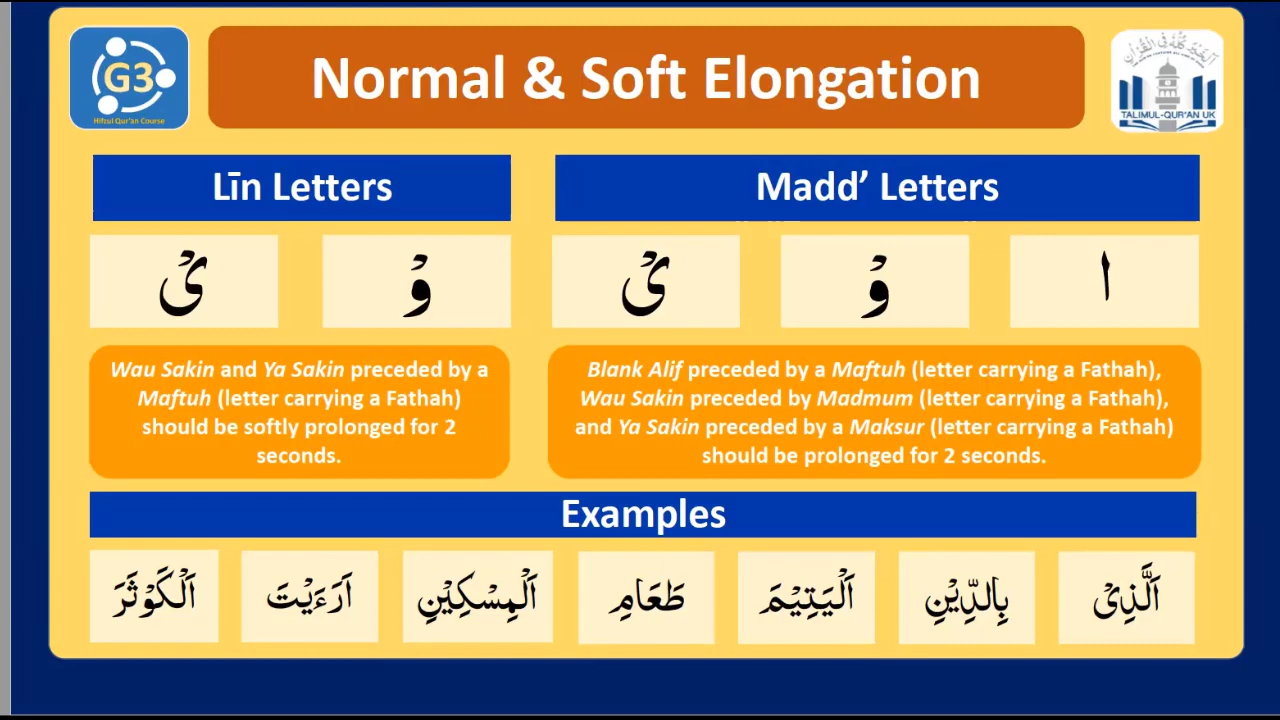 G3
Hifzul Qur'an Course
Normal & Soft Elongation
TALIMUL-QUR'AN UK
Līn Letters
Madd’ Letters
یْ وْ
یْ وْ ا
Wau Sakin and Ya Sakin preceded by a
Maftuh (letter carrying a Fathah)
should be softly prolonged for 2
seconds.
Blank Alif preceded by a Maftuh (letter carrying a Fathah),
Wau Sakin preceded by Madmum (letter carrying a Fathah),
and Ya Sakin preceded by a Maksur (letter carrying a Fathah)
should be prolonged for 2 seconds.
Examples
اَلَّذِیْ بِالدِّیْنِ اَلْیَتِیْمَ طَعَامِ اَلْمِسْکِیْنِ اَرَءَیْتَ اَلْکَوْثَرَ